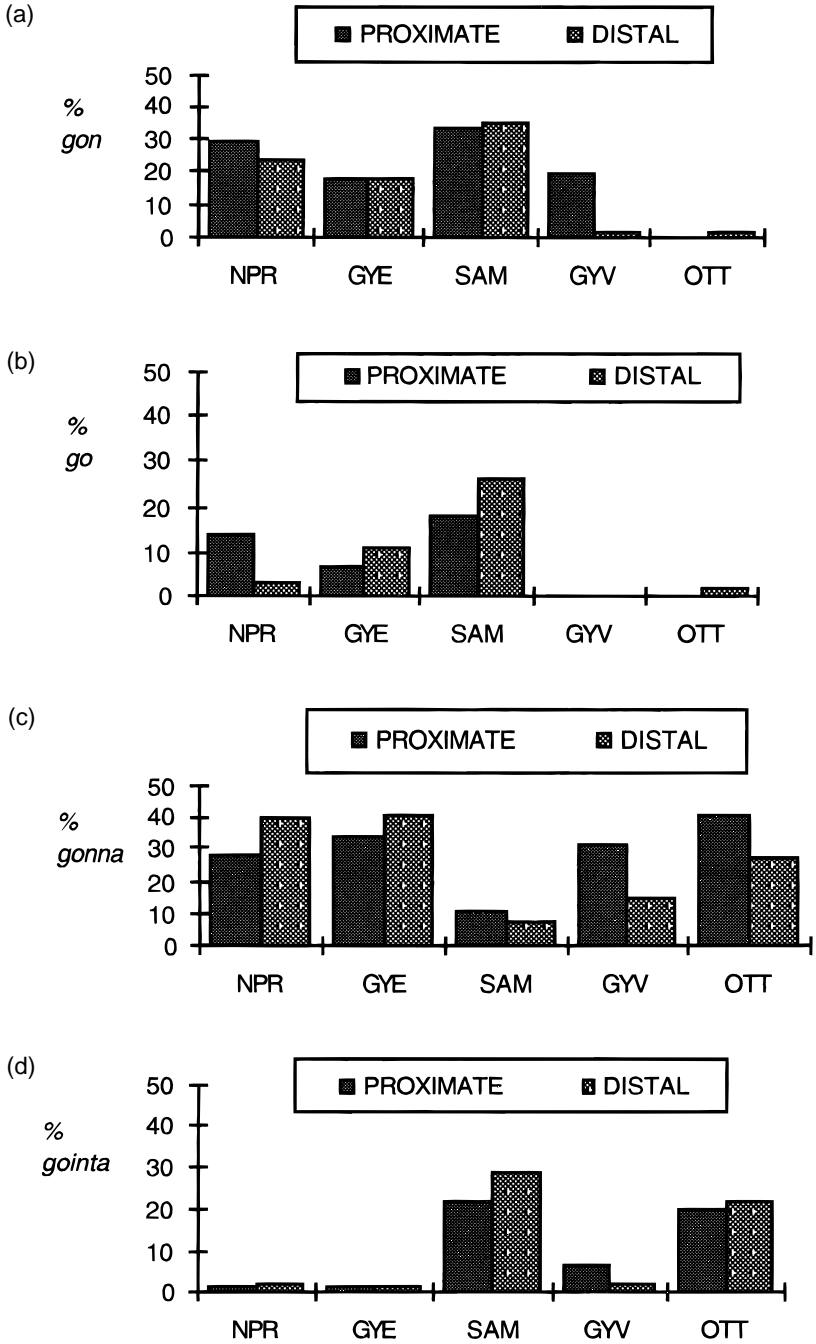 (a)
PROXIMATE DISTAL
50
40
30
20
10
0
%
gon
NPR GYE SAM GYV OTT
(b)
PROXIMATE DISTAL
50
40
30
20
10
0
%
go
NPR GYE SAM GYV OTT
(c)
PROXIMATE DISTAL
50
40
30
20
10
0
%
gonna
NPR GYE SAM GYV OTT
(d)
PROXIMATE DISTAL
50
40
30
20
10
0
%
gointa
NPR GYE SAM GYV OTT